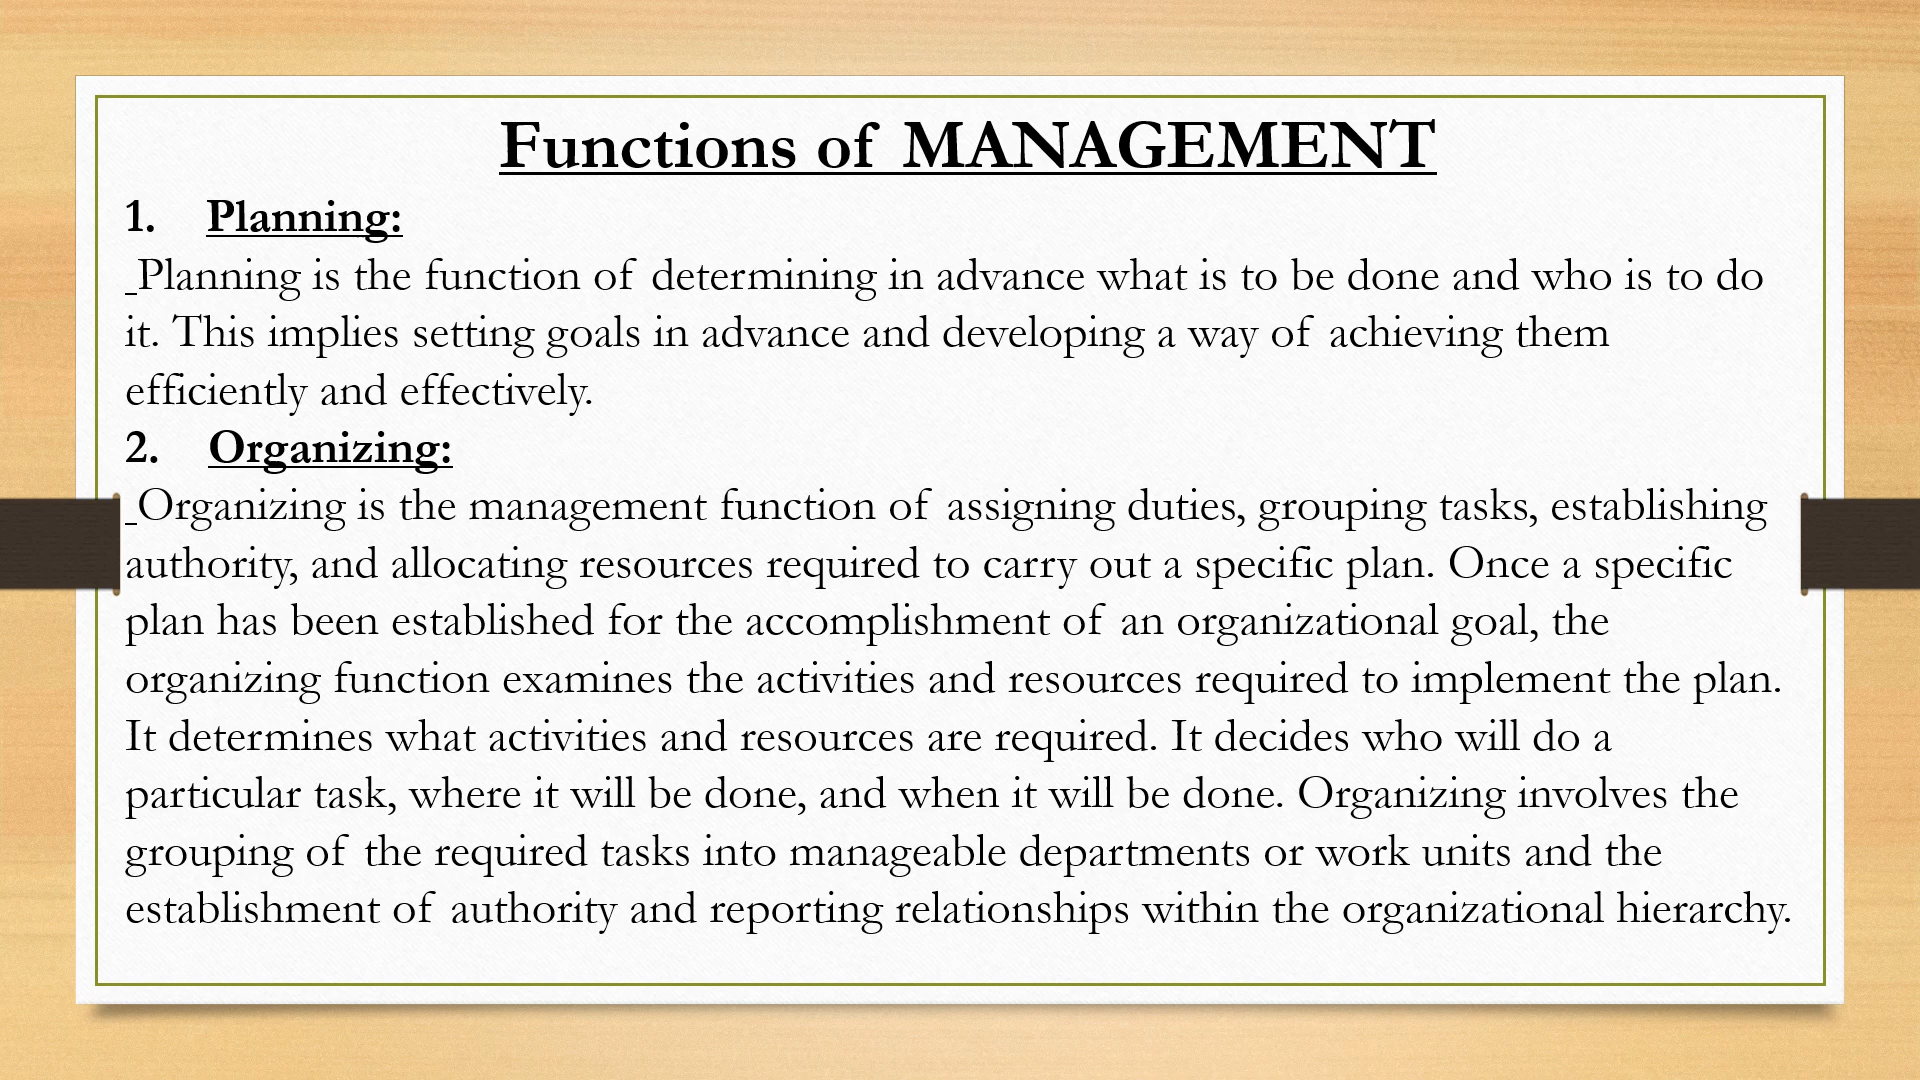 Functions of MANAGEMENT
1. Planning:
Planning is the function of determining in advance what is to be done and who is to do
it. This implies setting goals in advance and developing a way of achieving them
efficiently and effectively.
2. Organizing:
Organizing is the management function of assigning duties, grouping tasks, establishing
authority, and allocating resources required to carry out a specific plan. Once a specific
plan has been established for the accomplishment of an organizational goal, the
organizing function examines the activities and resources required to implement the plan.
It determines what activities and resources are required. It decides who will do a
particular task, where it will be done, and when it will be done. Organizing involves the
grouping of the required tasks into manageable departments or work units and the
establishment of authority and reporting relationships within the organizational hierarchy.